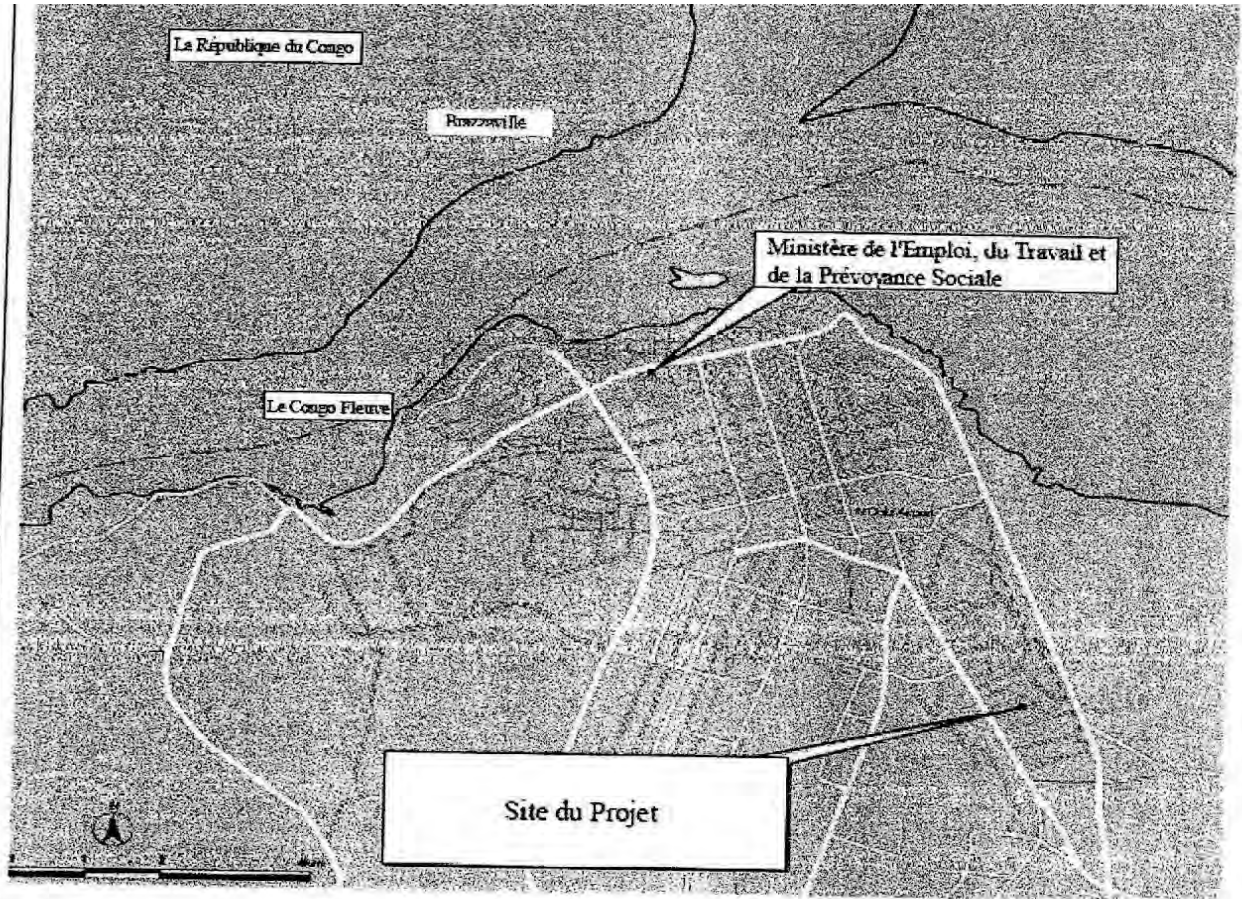 La République du Congo
Brazzaville
Ministère de l'Emploi, du Travail et
de la Prévoyance Sociale
Le Congo Fleuve
Site du Projet
N